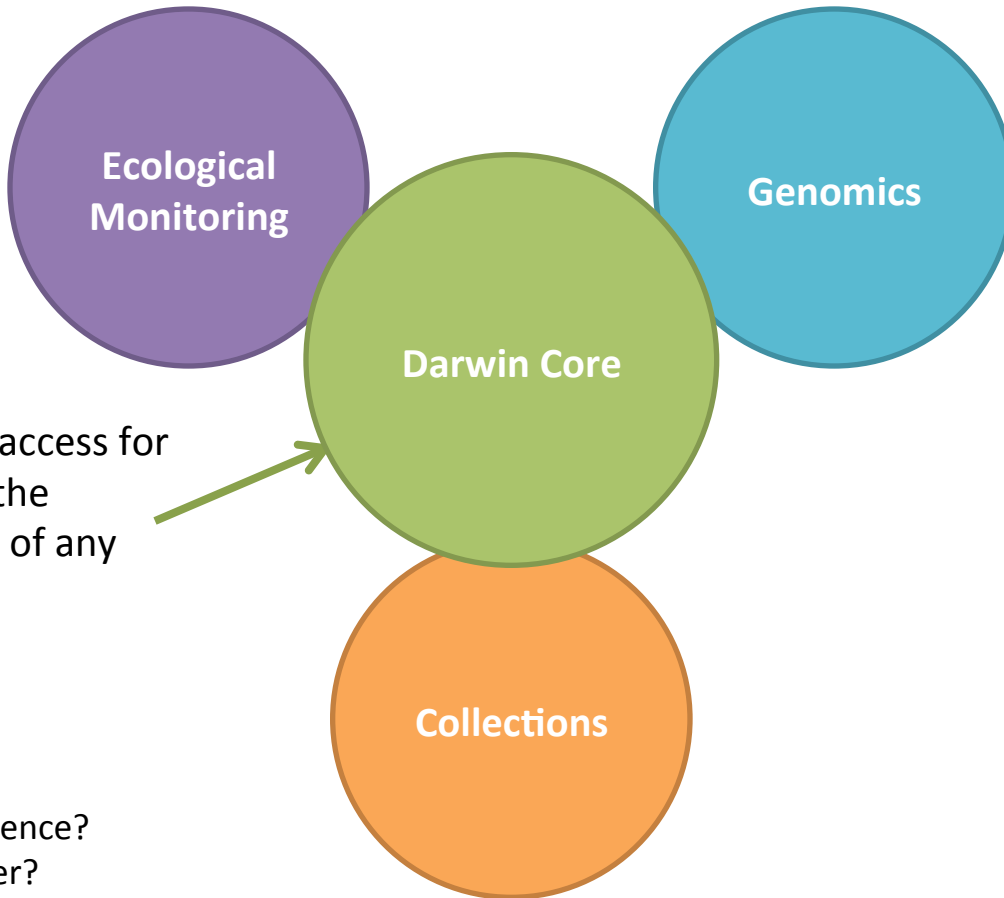 Ecological
Monitoring
Genomics
Darwin Core
access for
the
of any
Collections
ence?
er?